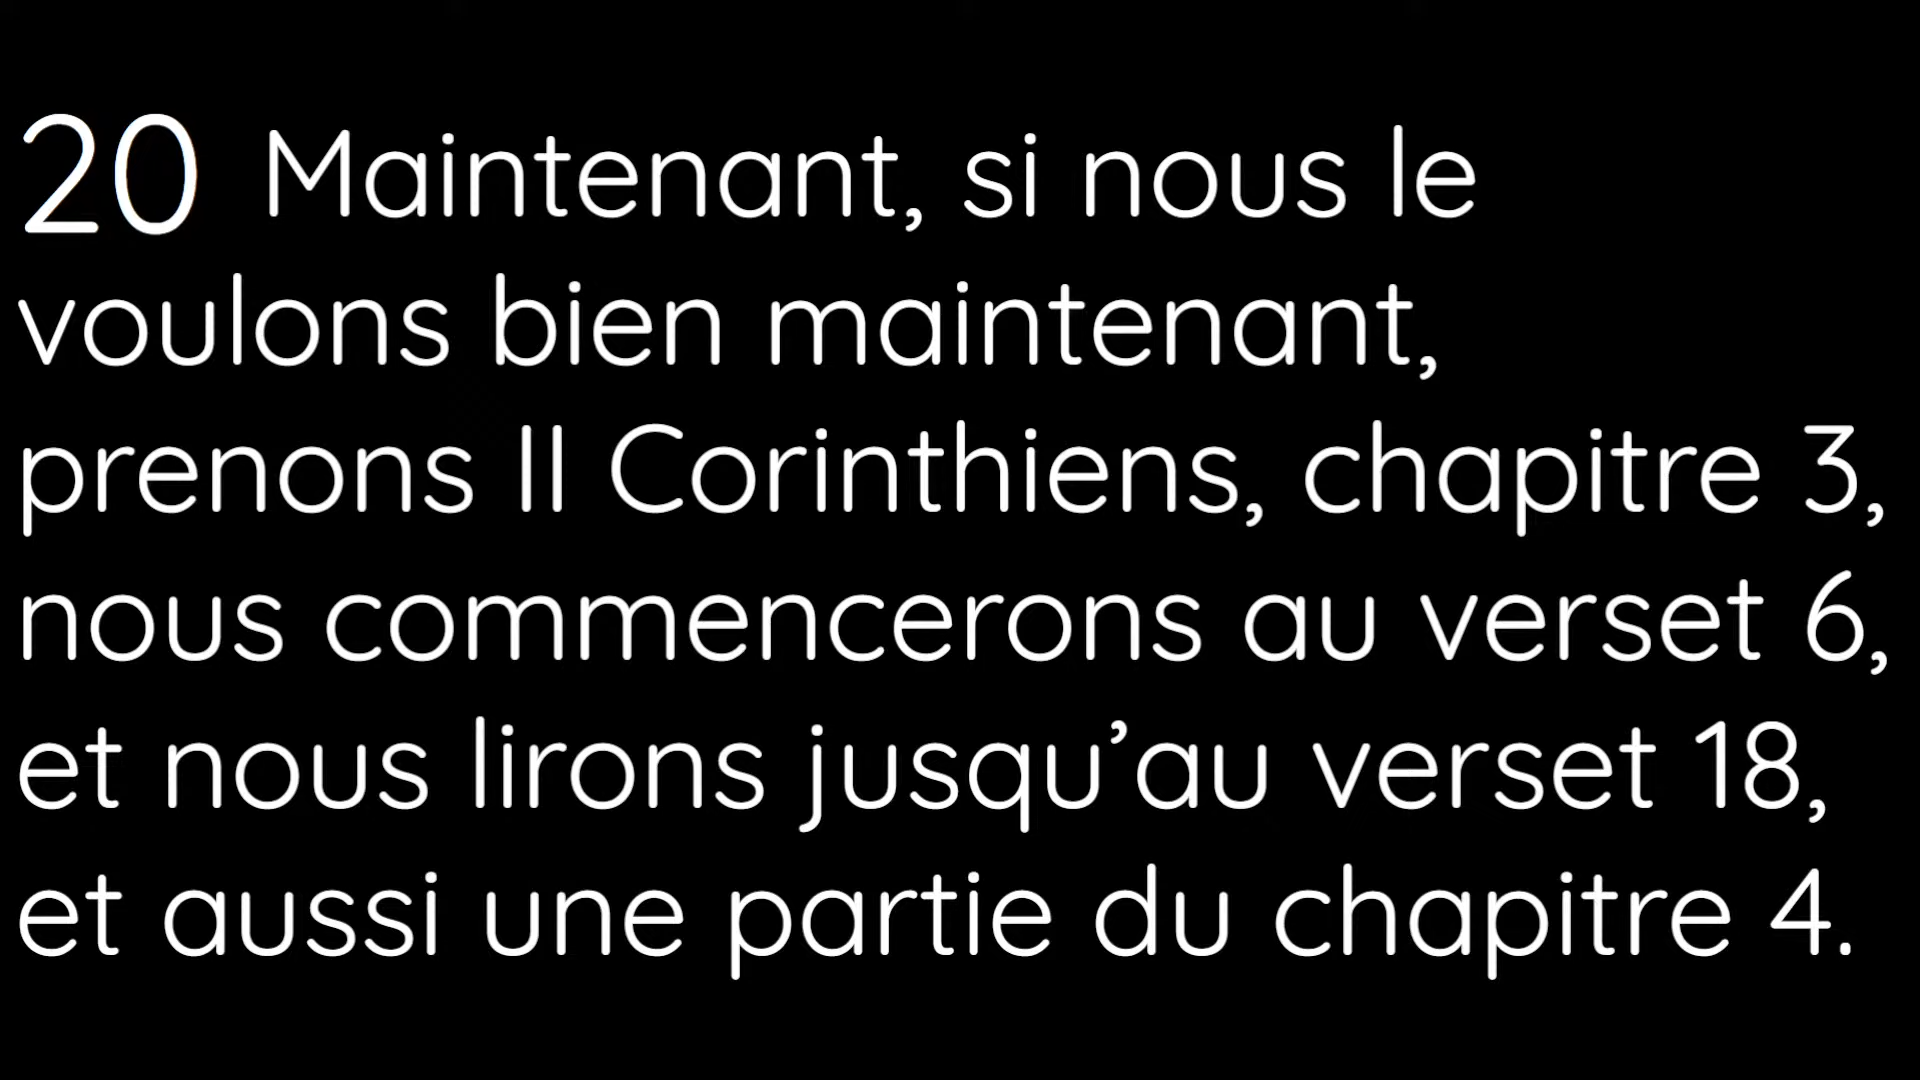 20 Maintenant, si nous le
voulons bien maintenant,
prenons II Corinthiens, chapitre 3,
nous commencerons au verset 6,
et nous lirons jusqu’au verset 18,
et aussi une partie du chapitre 4.